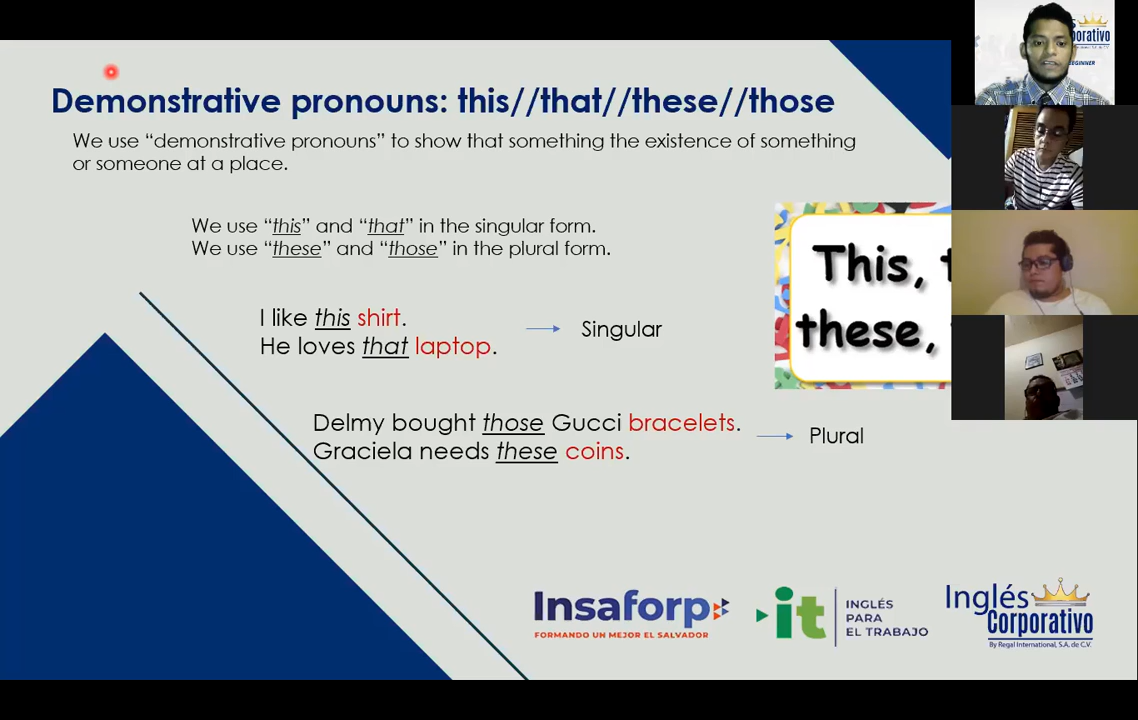 Demonstrative pronouns: this//that//these//those
We use “demonstrative pronouns” to show that something the existence of something
or someone at a place.
We use “this” and “that” in the singular form.
We use “these” and “those” in the plural form.
I like this shirt.
He loves that laptop.
Singular
This,
these,
Delmy bought those Gucci bracelets.
Graciela needs these coins.
Plural
Insaforp
FORMANDO UN MEJOR EL SALVADOR
it
INGLÉS
PARA
EL TRABAJO
Inglés
Corporativo
By Regal International, S.A. de C.V.